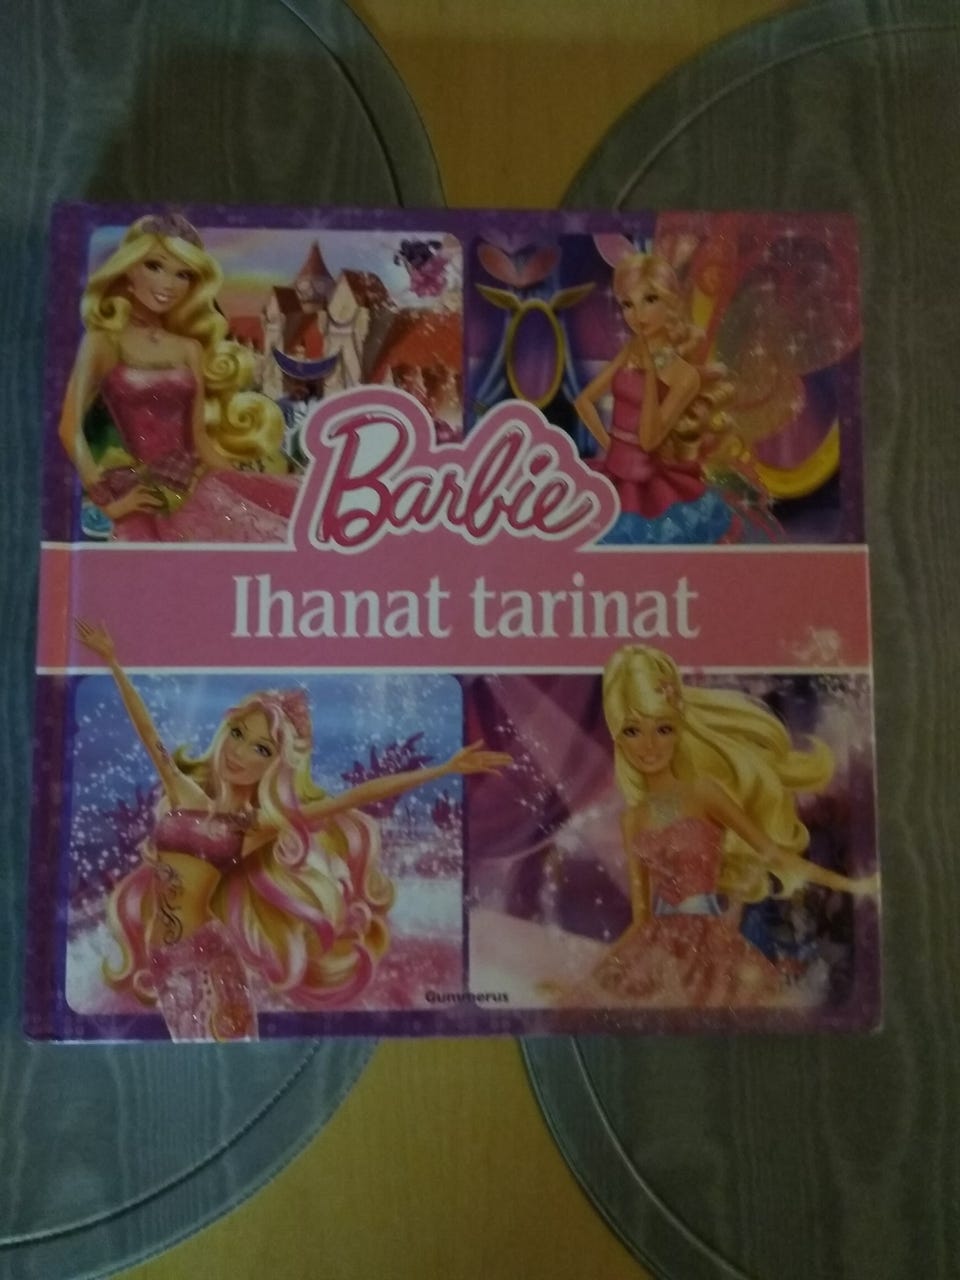 Barbie
Ihanat tarinat
Gummerus